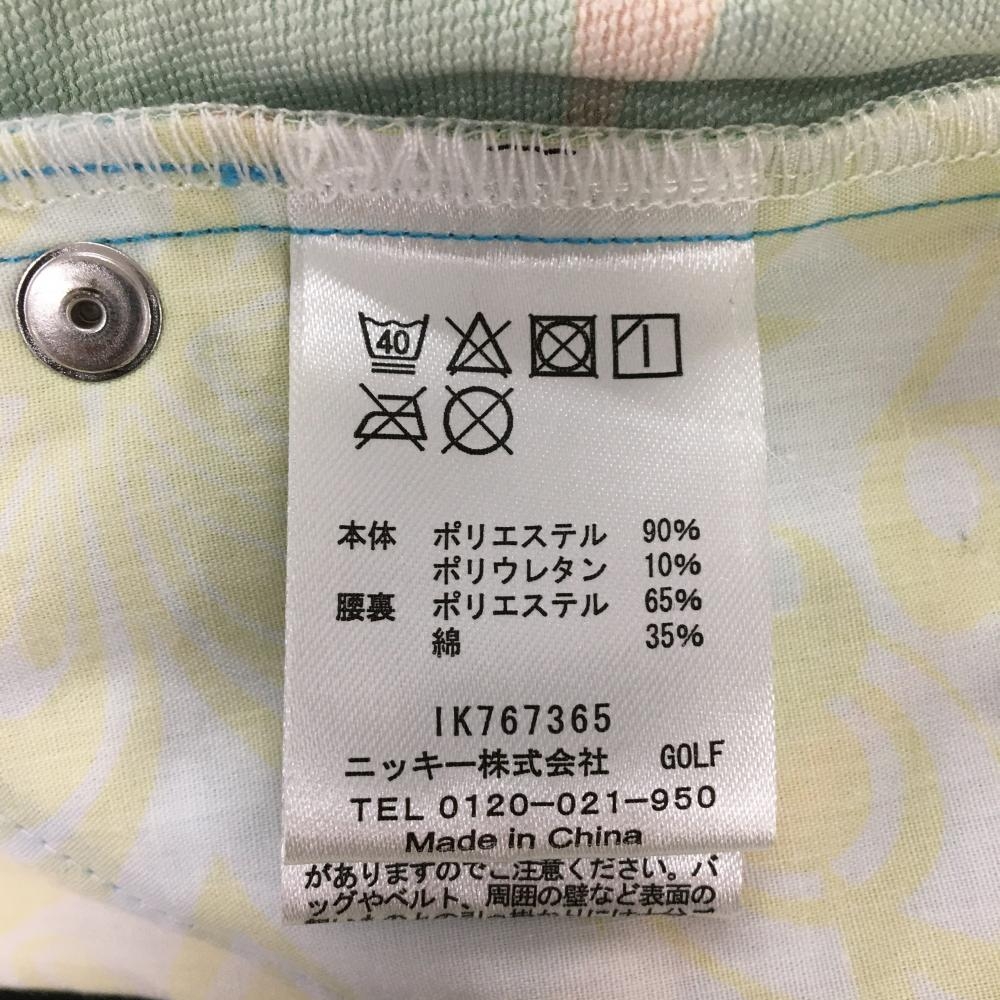 40
本体 ポリエステル 90%
ポリウレタン 10%
腰裏 ポリエステル 65%
綿 35%
IK767365
ニッキー株式会社 GOLF
TEL 0120-021-950
Made in China
がありますのでご注意ください。バ
ッグやベルト、周囲の壁など表面の